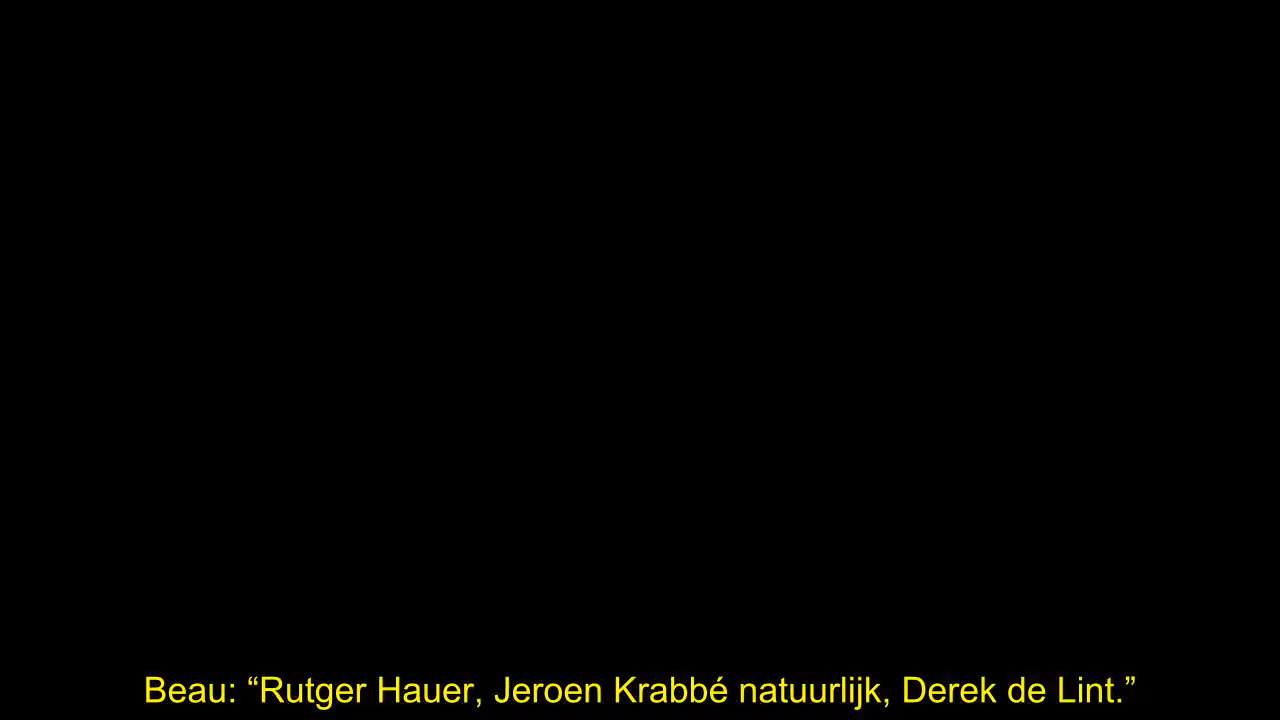 Beau: “Rutger Hauer, Jeroen Krabbé natuurlijk, Derek de Lint.”